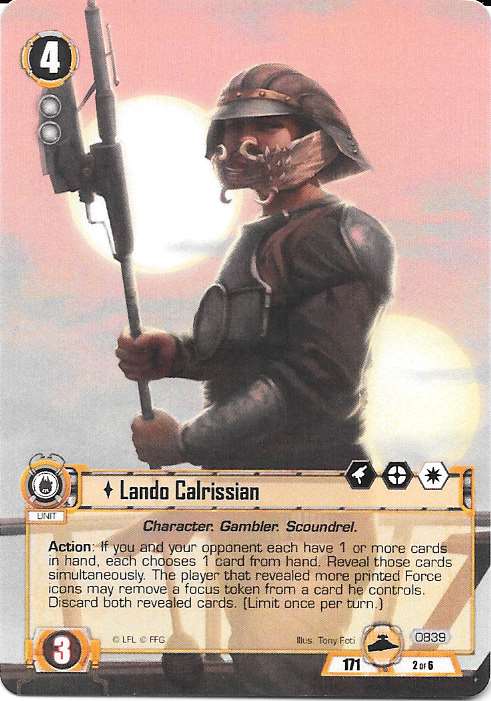 4
Lando Calrissian
UNIT
Character. Gambler. Scoundrel.
Action: If you and your opponent each have 1 or more cards
in hand, each chooses 1 card from hand. Reveal those cards
simultaneously. The player that revealed more printed Force
icons may remove a focus token from a card he controls.
Discard both revealed cards. (Limit once per turn.)
3
© LFL © FFG
Illus. Tony Foti
0839
171
2 OF 6